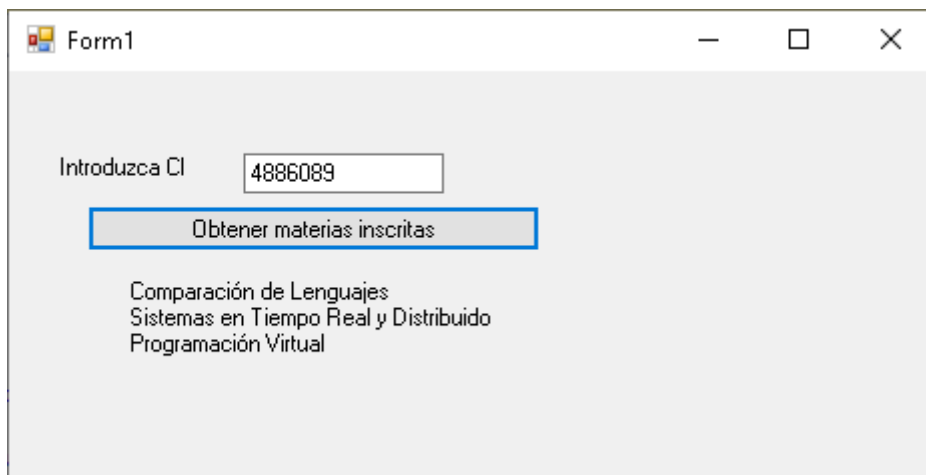 Form1
Introduzca CI 4886089
Obtener materias inscritas
Comparación de Lenguajes
Sistemas en Tiempo Real y Distribuido
Programación Virtual